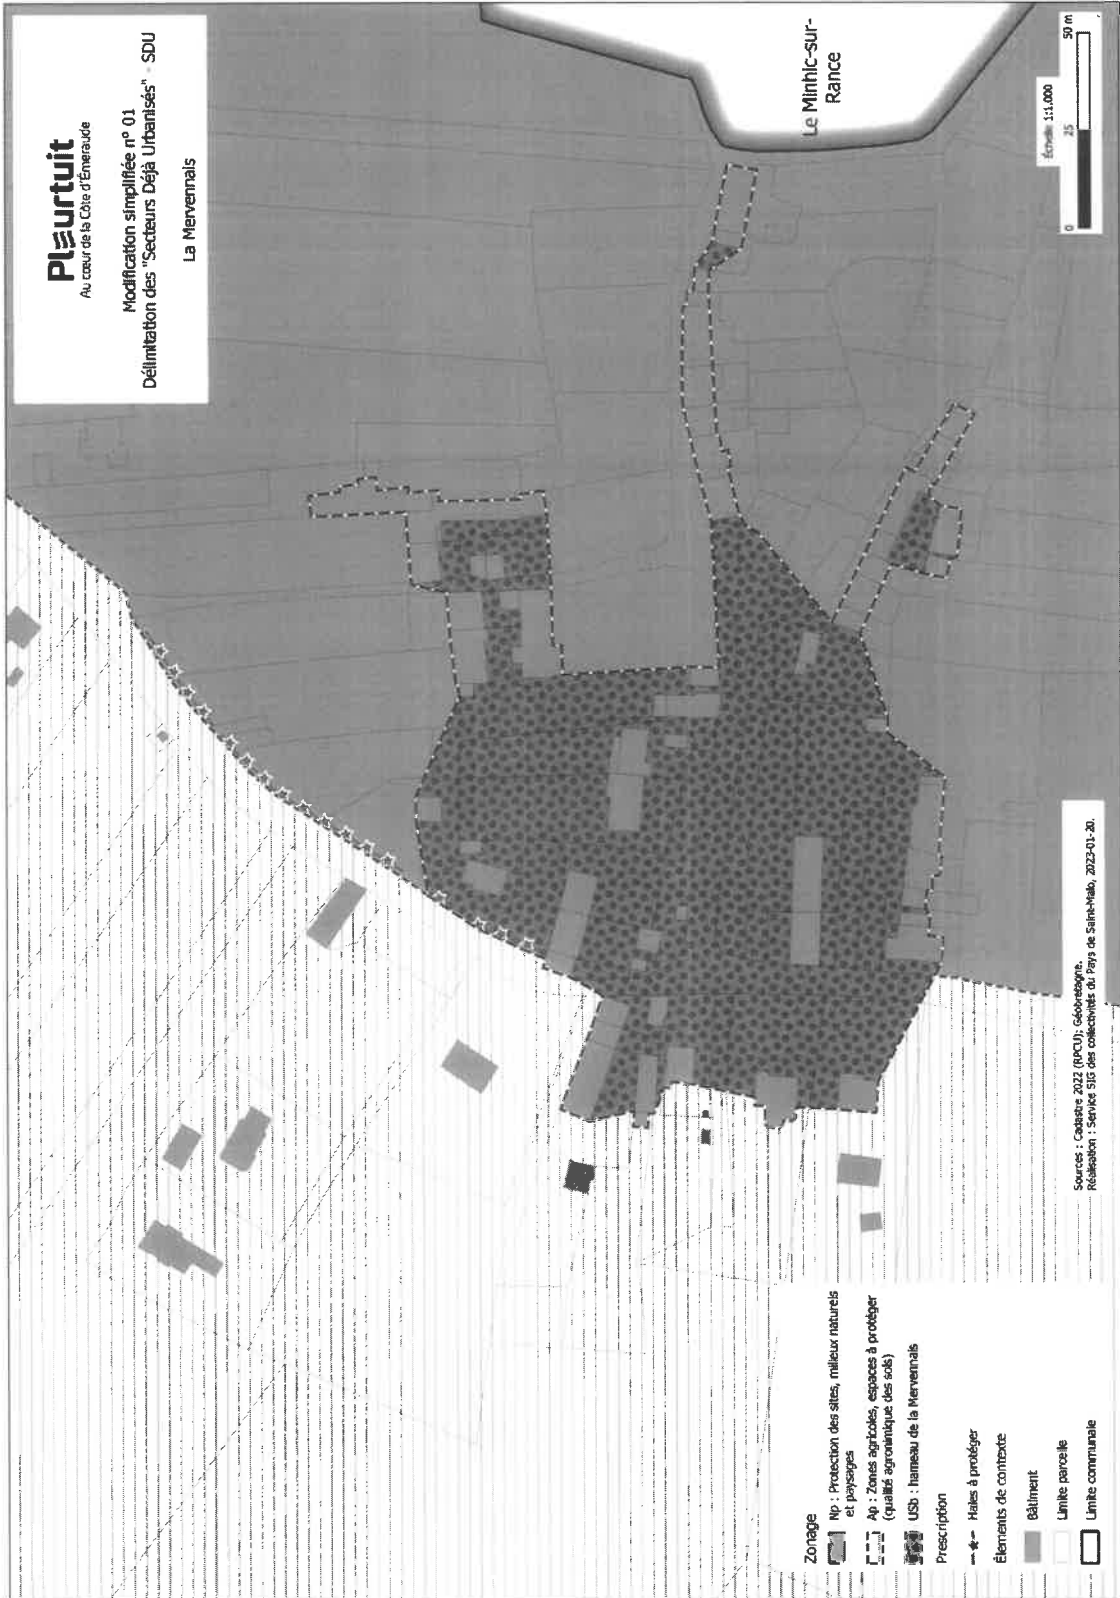 Pleurtuit
Au cœur de la Côte d'Émeraude
Modification simplifiée n° 01
Délimitation des "Secteurs Déjà Urbanisés" - SDU
La Mervennais
Le Minhic-sur-
Rance
Échelle 1:1.000
0 25 50 m
Sources : Cadastre 2022 (RPCU); Géobretagne.
Réalisation : Service SIG des collectivités du Pays de Saint-Malo, 2023-01-20.
Zonage
Np : Protection des sites, milieux naturels
et paysages
Ap : Zones agricoles, espaces à protéger
(qualité agronimique des sols)
USb : hameau de la Mervennais
Prescription
Haies à protéger
Élements de contexte
Bâtiment
Limite parcelle
Limite communale